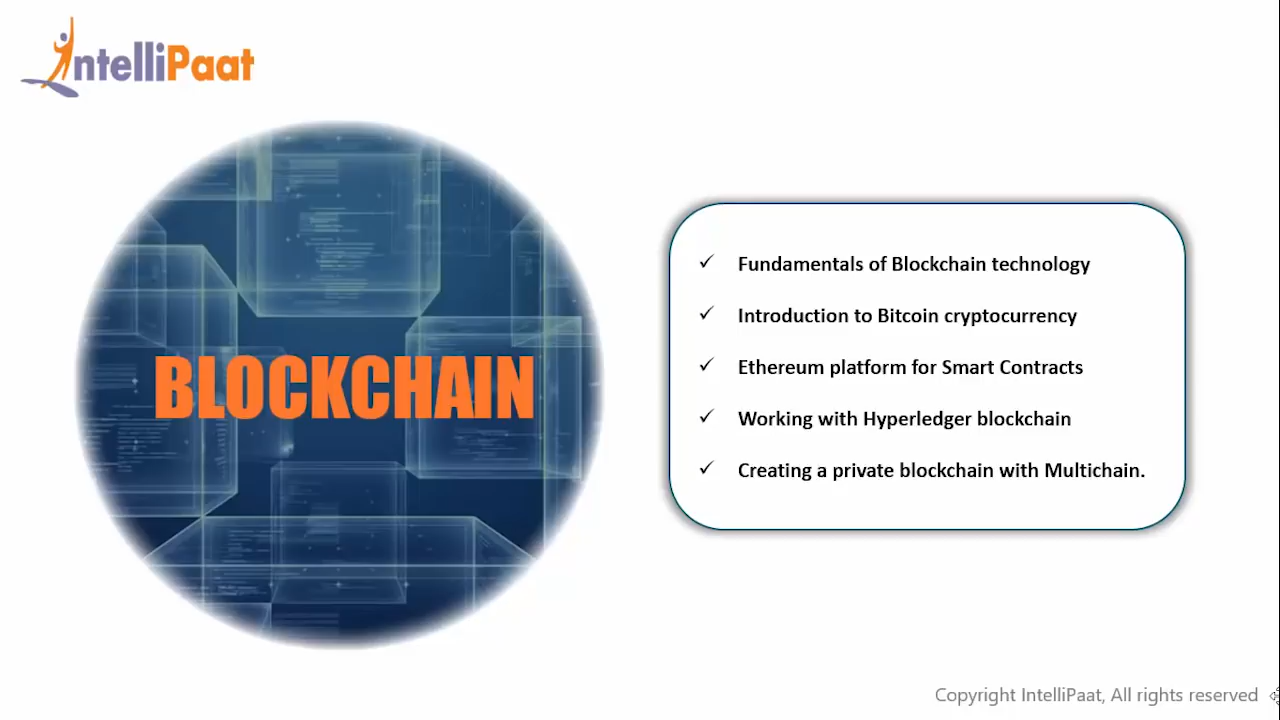 IntelliPaat
BLOCKCHAIN
✓ Fundamentals of Blockchain technology
✓ Introduction to Bitcoin cryptocurrency
✓ Ethereum platform for Smart Contracts
✓ Working with Hyperledger blockchain
✓ Creating a private blockchain with Multichain.
Copyright IntelliPaat, All rights reserved